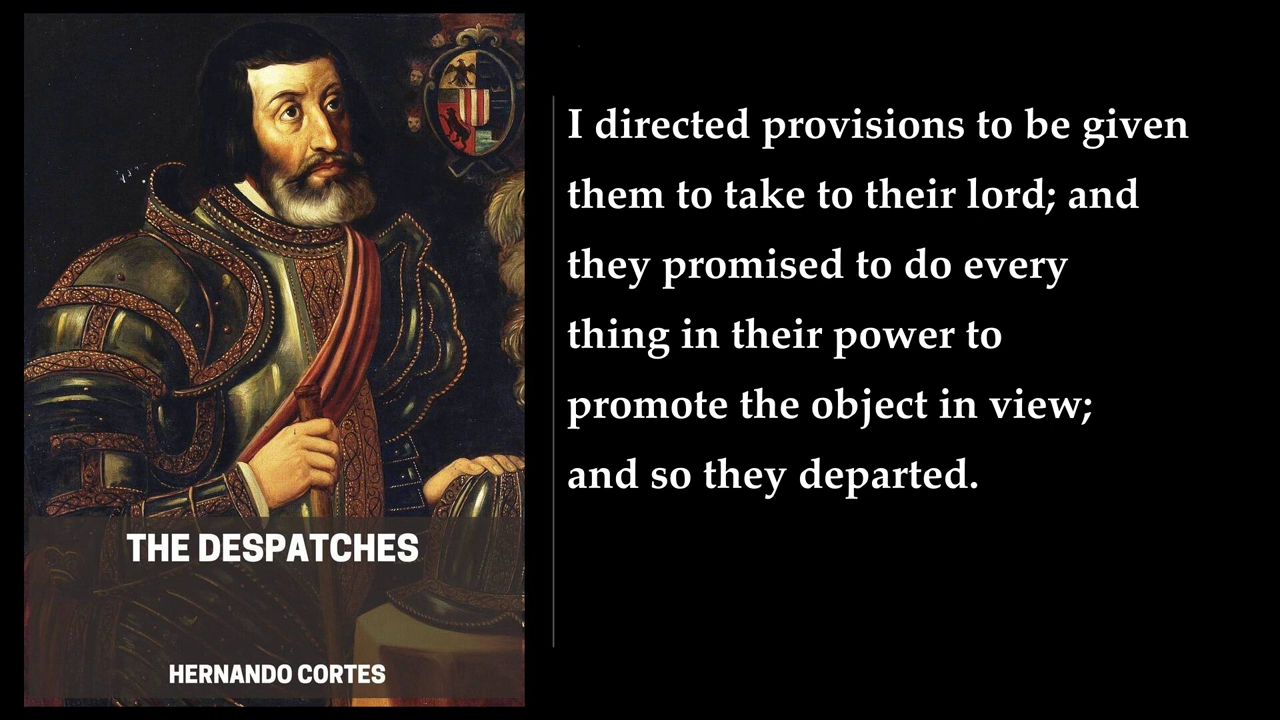 THE DESPATCHES
HERNANDO CORTES
I directed provisions to be given
them to take to their lord; and
they promised to do every
thing in their power to
promote the object in view;
and so they departed.